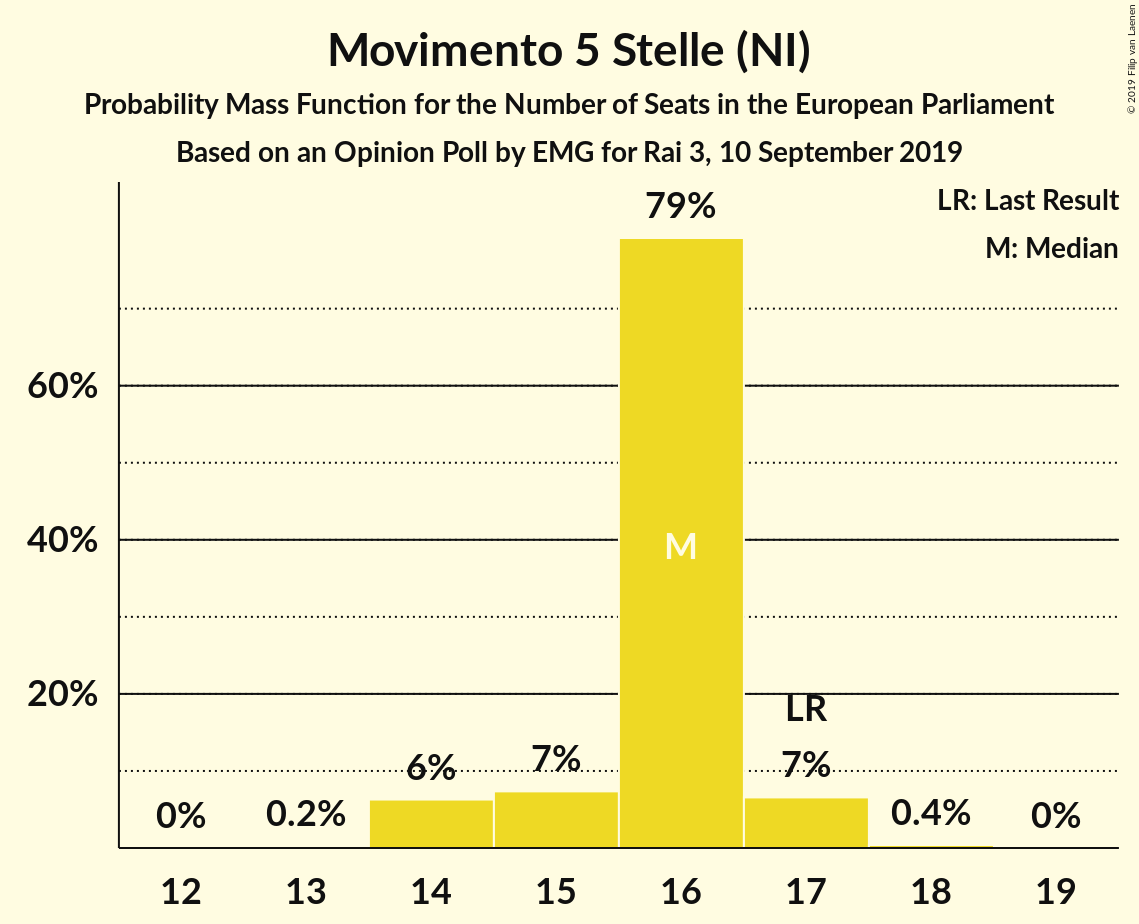 Movimento 5 Stelle (NI)
Probability Mass Function for the Number of Seats in the European Parliament
Based on an Opinion Poll by EMG for Rai 3, 10 September 2019
© 2019 Filip van Laenen
LR: Last Result
M: Median
79%
60%
40%
M
20%
LR
6%
7%
7%
0%
0.2%
0.4%
0%
12 13 14 15 16 17 18 19